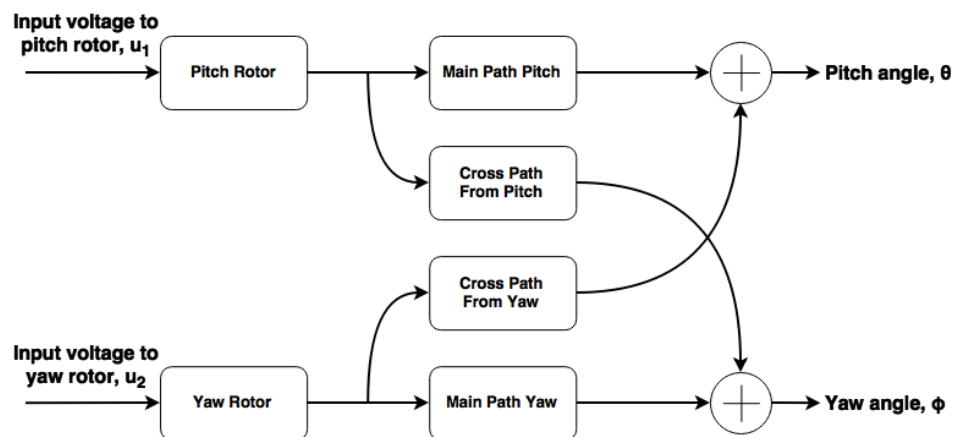 Input voltage to
pitch rotor, u₁
Pitch Rotor
Main Path Pitch
Pitch angle, θ
Cross Path
From Pitch
Cross Path
From Yaw
Input voltage to
yaw rotor, u₂
Yaw Rotor
Main Path Yaw
Yaw angle, ϕ